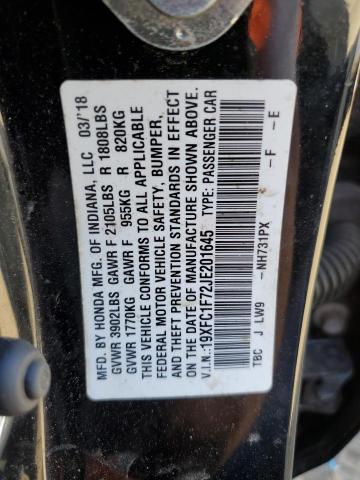 MFD. BY HONDA MFG. OF INDIANA, LLC 03/'18
GVWR 3902LBS GAWR F 2105LBS R 1808LBS
GVWR 1770KG GAWR F 955KG R 820KG
THIS VEHICLE CONFORMS TO ALL APPLICABLE
FEDERAL MOTOR VEHICLE SAFETY, BUMPER,
AND THEFT PREVENTION STANDARDS IN EFFECT
ON THE DATE OF MANUFACTURE SHOWN ABOVE.
V.I.N.:19XFC1F72JE201645 TYPE: PASSENGER CAR
-NH731PX -F - E
TBC J LW9